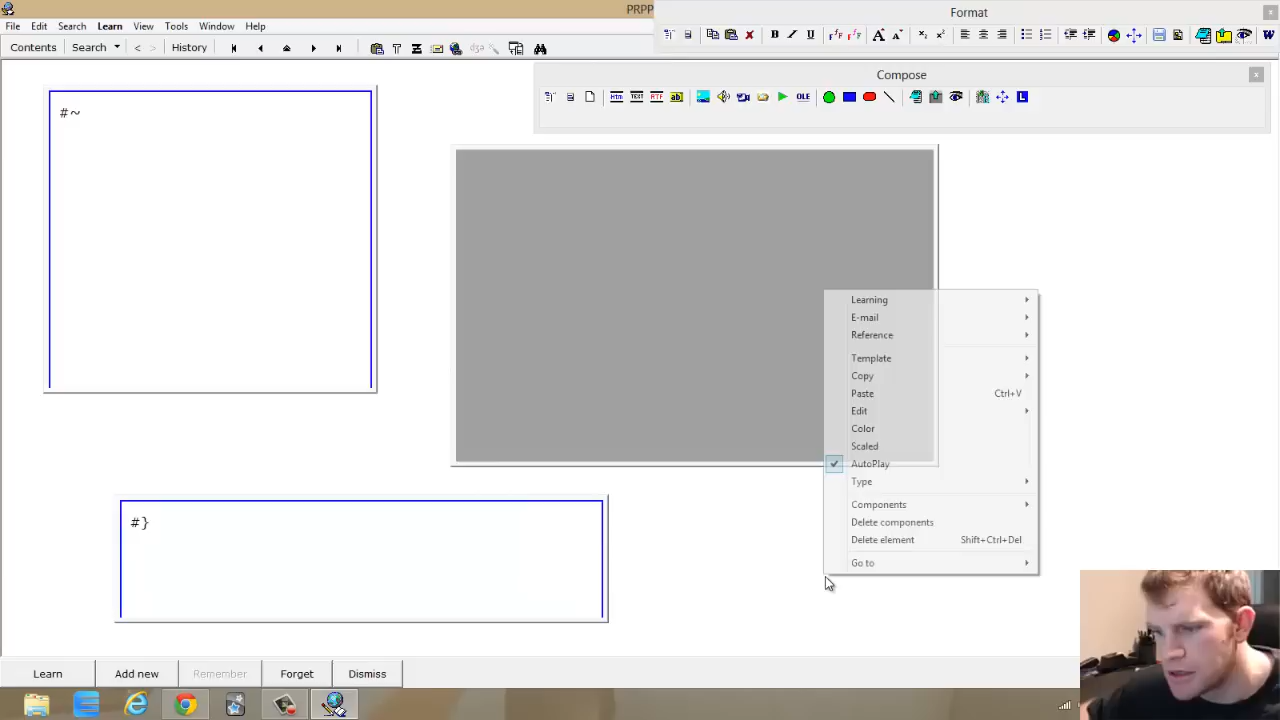 PRPP
Format
File Edit Search Learn View Tools Window Help
Contents Search < > History
B I U
Compose
OLE
#~
Learning
E-mail
Reference
Template
Copy
Paste Ctrl+V
Edit
Color
Scaled
AutoPlay
Type
Components
Delete components
Delete element Shift+Ctrl+Del
Go to
#}
Learn Add new Remember Forget Dismiss